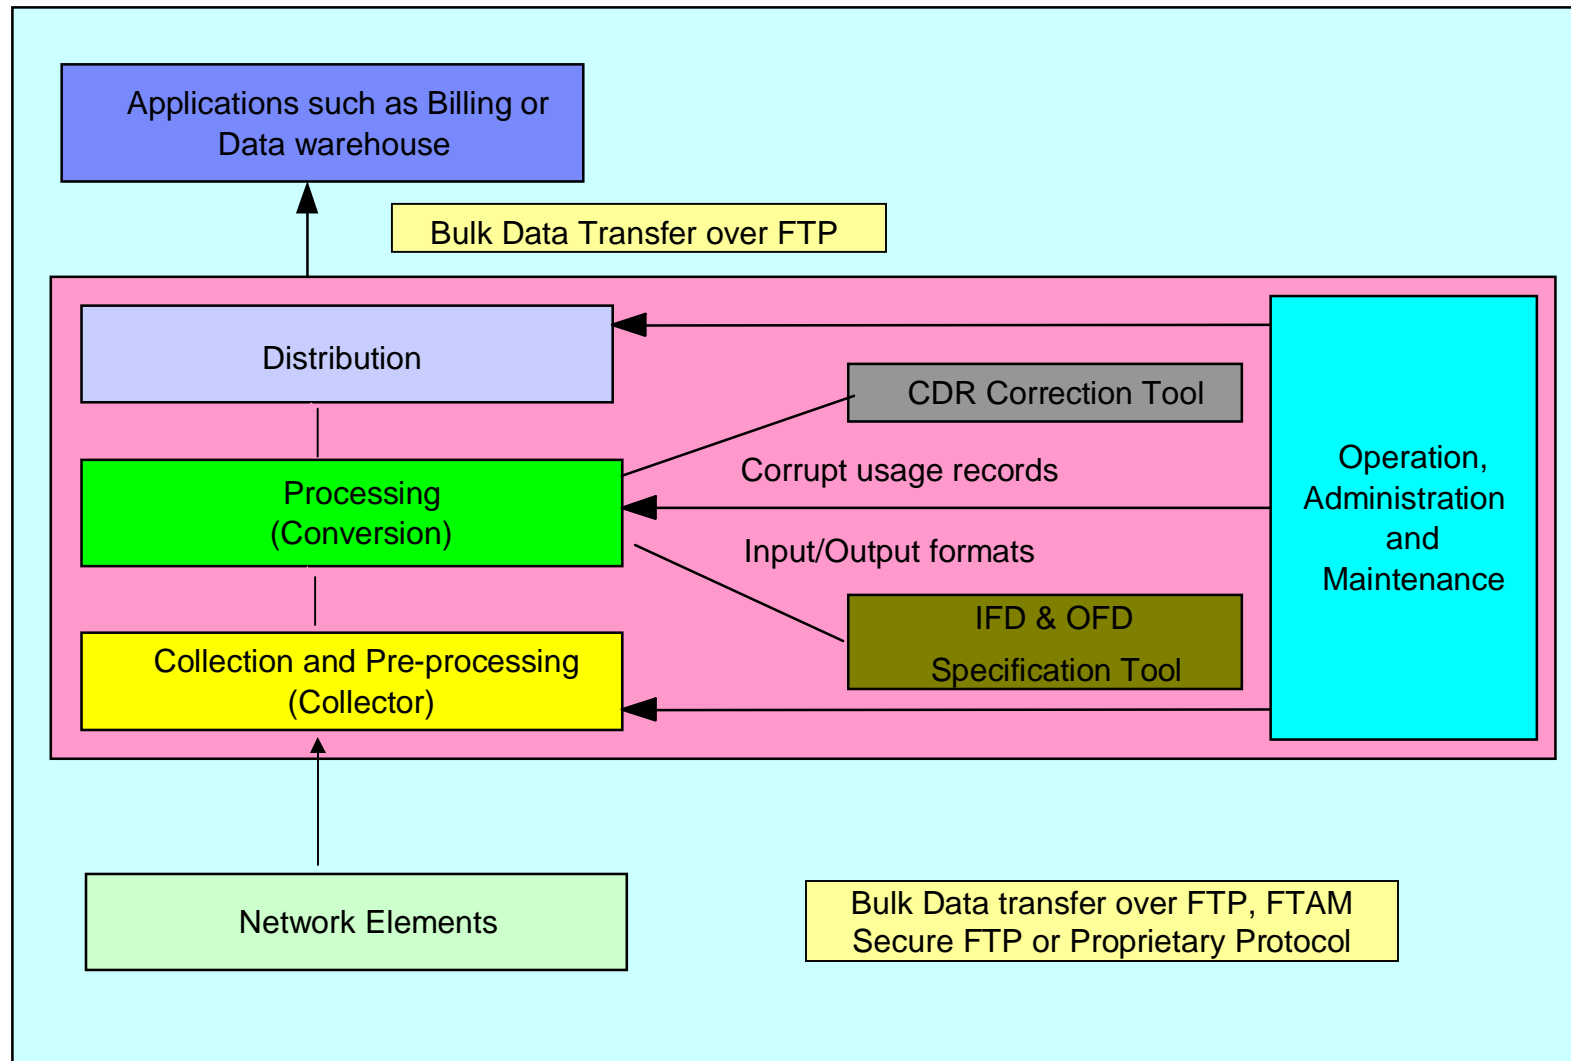 Applications such as Billing or
Data warehouse
Bulk Data Transfer over FTP
Distribution
CDR Correction Tool
Corrupt usage records
Processing
(Conversion)
Input/Output formats
IFD & OFD
Specification Tool
Collection and Pre-processing
(Collector)
Operation,
Administration
and
Maintenance
Network Elements
Bulk Data transfer over FTP, FTAM
Secure FTP or Proprietary Protocol